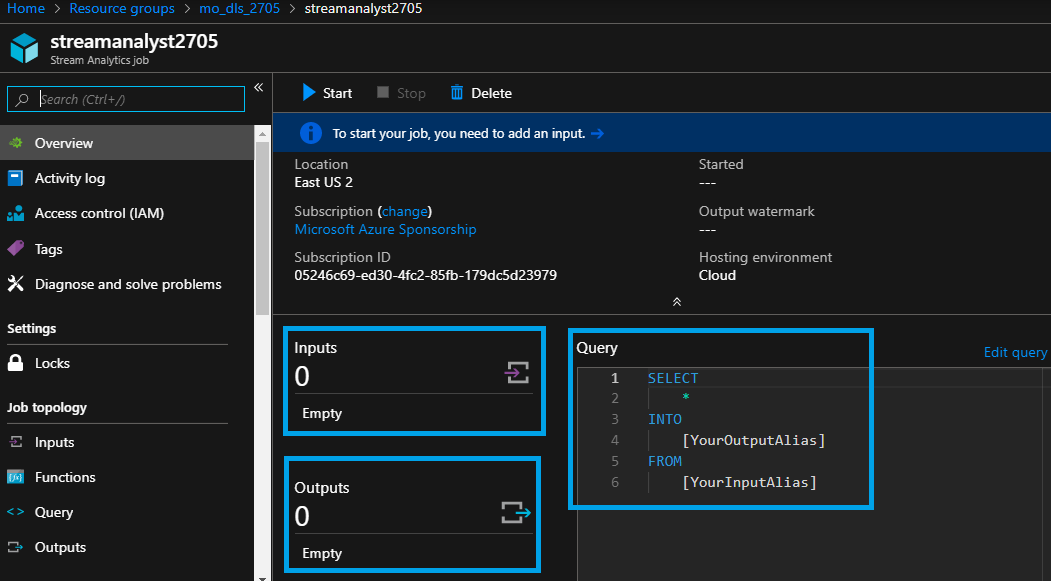 Home > Resource groups > mo_dls_2705 > streamanalyst2705
streamanalyst2705
Stream Analytics job
Search (Ctrl+/)
«
Overview
Activity log
Access control (IAM)
Tags
Diagnose and solve problems
Settings
Locks
Job topology
Inputs
Functions
Query
Outputs
Start
Stop
Delete
To start your job, you need to add an input. →
Location
East US 2
Subscription (change)
Microsoft Azure Sponsorship
Subscription ID
05246c69-ed30-4fc2-85fb-179dc5d23979
Started
---
Output watermark
---
Hosting environment
Cloud
Inputs
0
Empty
Outputs
0
Empty
Query
Edit query
1 SELECT
2 *
3 INTO
4 [YourOutputAlias]
5 FROM
6 [YourInputAlias]